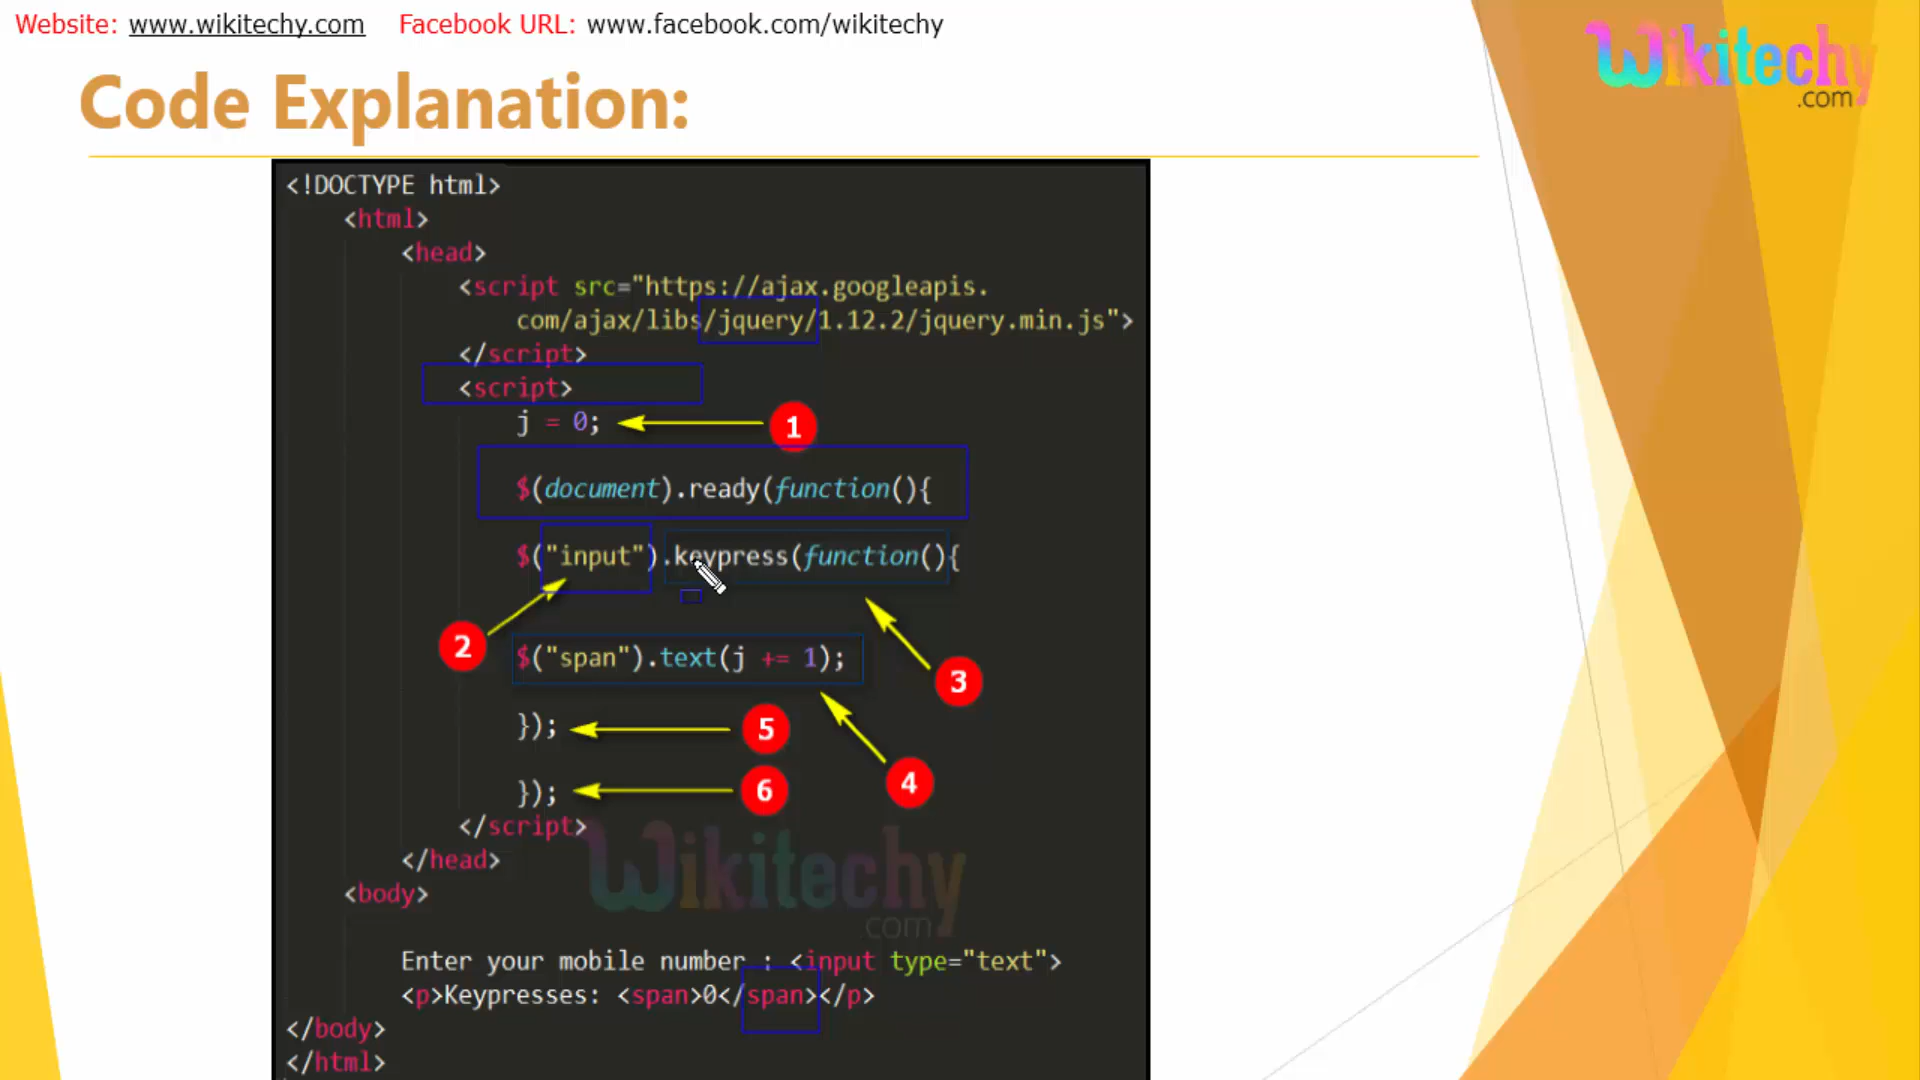 Website: www.wikitechy.com Facebook URL: www.facebook.com/wikitechy
Wikitechy
.com
Code Explanation:
<!DOCTYPE html>
<html>
<head>
<script src="https://ajax.googleapis.
com/ajax/libs/jquery/1.12.2/jquery.min.js">
</script>
<script>
j = 0;
1
$(document).ready(function(){
$("input").keypress(function(){
2
$("span").text(j += 1);
3
});
5
4
});
6
</script>
Wikitechy
.com
</head>
<body>
Enter your mobile number : <input type="text">
<p>Keypresses: <span>0</span></p>
</body>
</html>